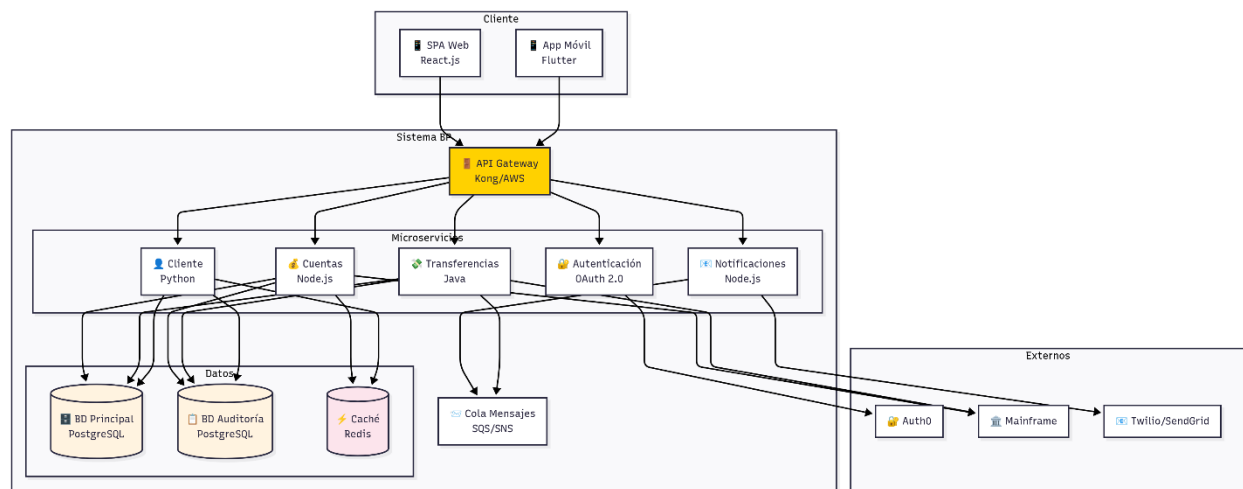 Cliente
📱 SPA Web
React.js
📱 App Móvil
Flutter
Sistema BP
🚪 API Gateway
Kong/AWS
Microservicios
👤 Cliente
Python
💰 Cuentas
Node.js
💸 Transferencias
Java
🔐 Autenticación
OAuth 2.0
📧 Notificaciones
Node.js
Datos
🗄️ BD Principal
PostgreSQL
📋 BD Auditoría
PostgreSQL
⚡ Caché
Redis
📨 Cola Mensajes
SQS/SNS
Externos
🔐 Auth0
🏛️ Mainframe
📧 Twilio/SendGrid